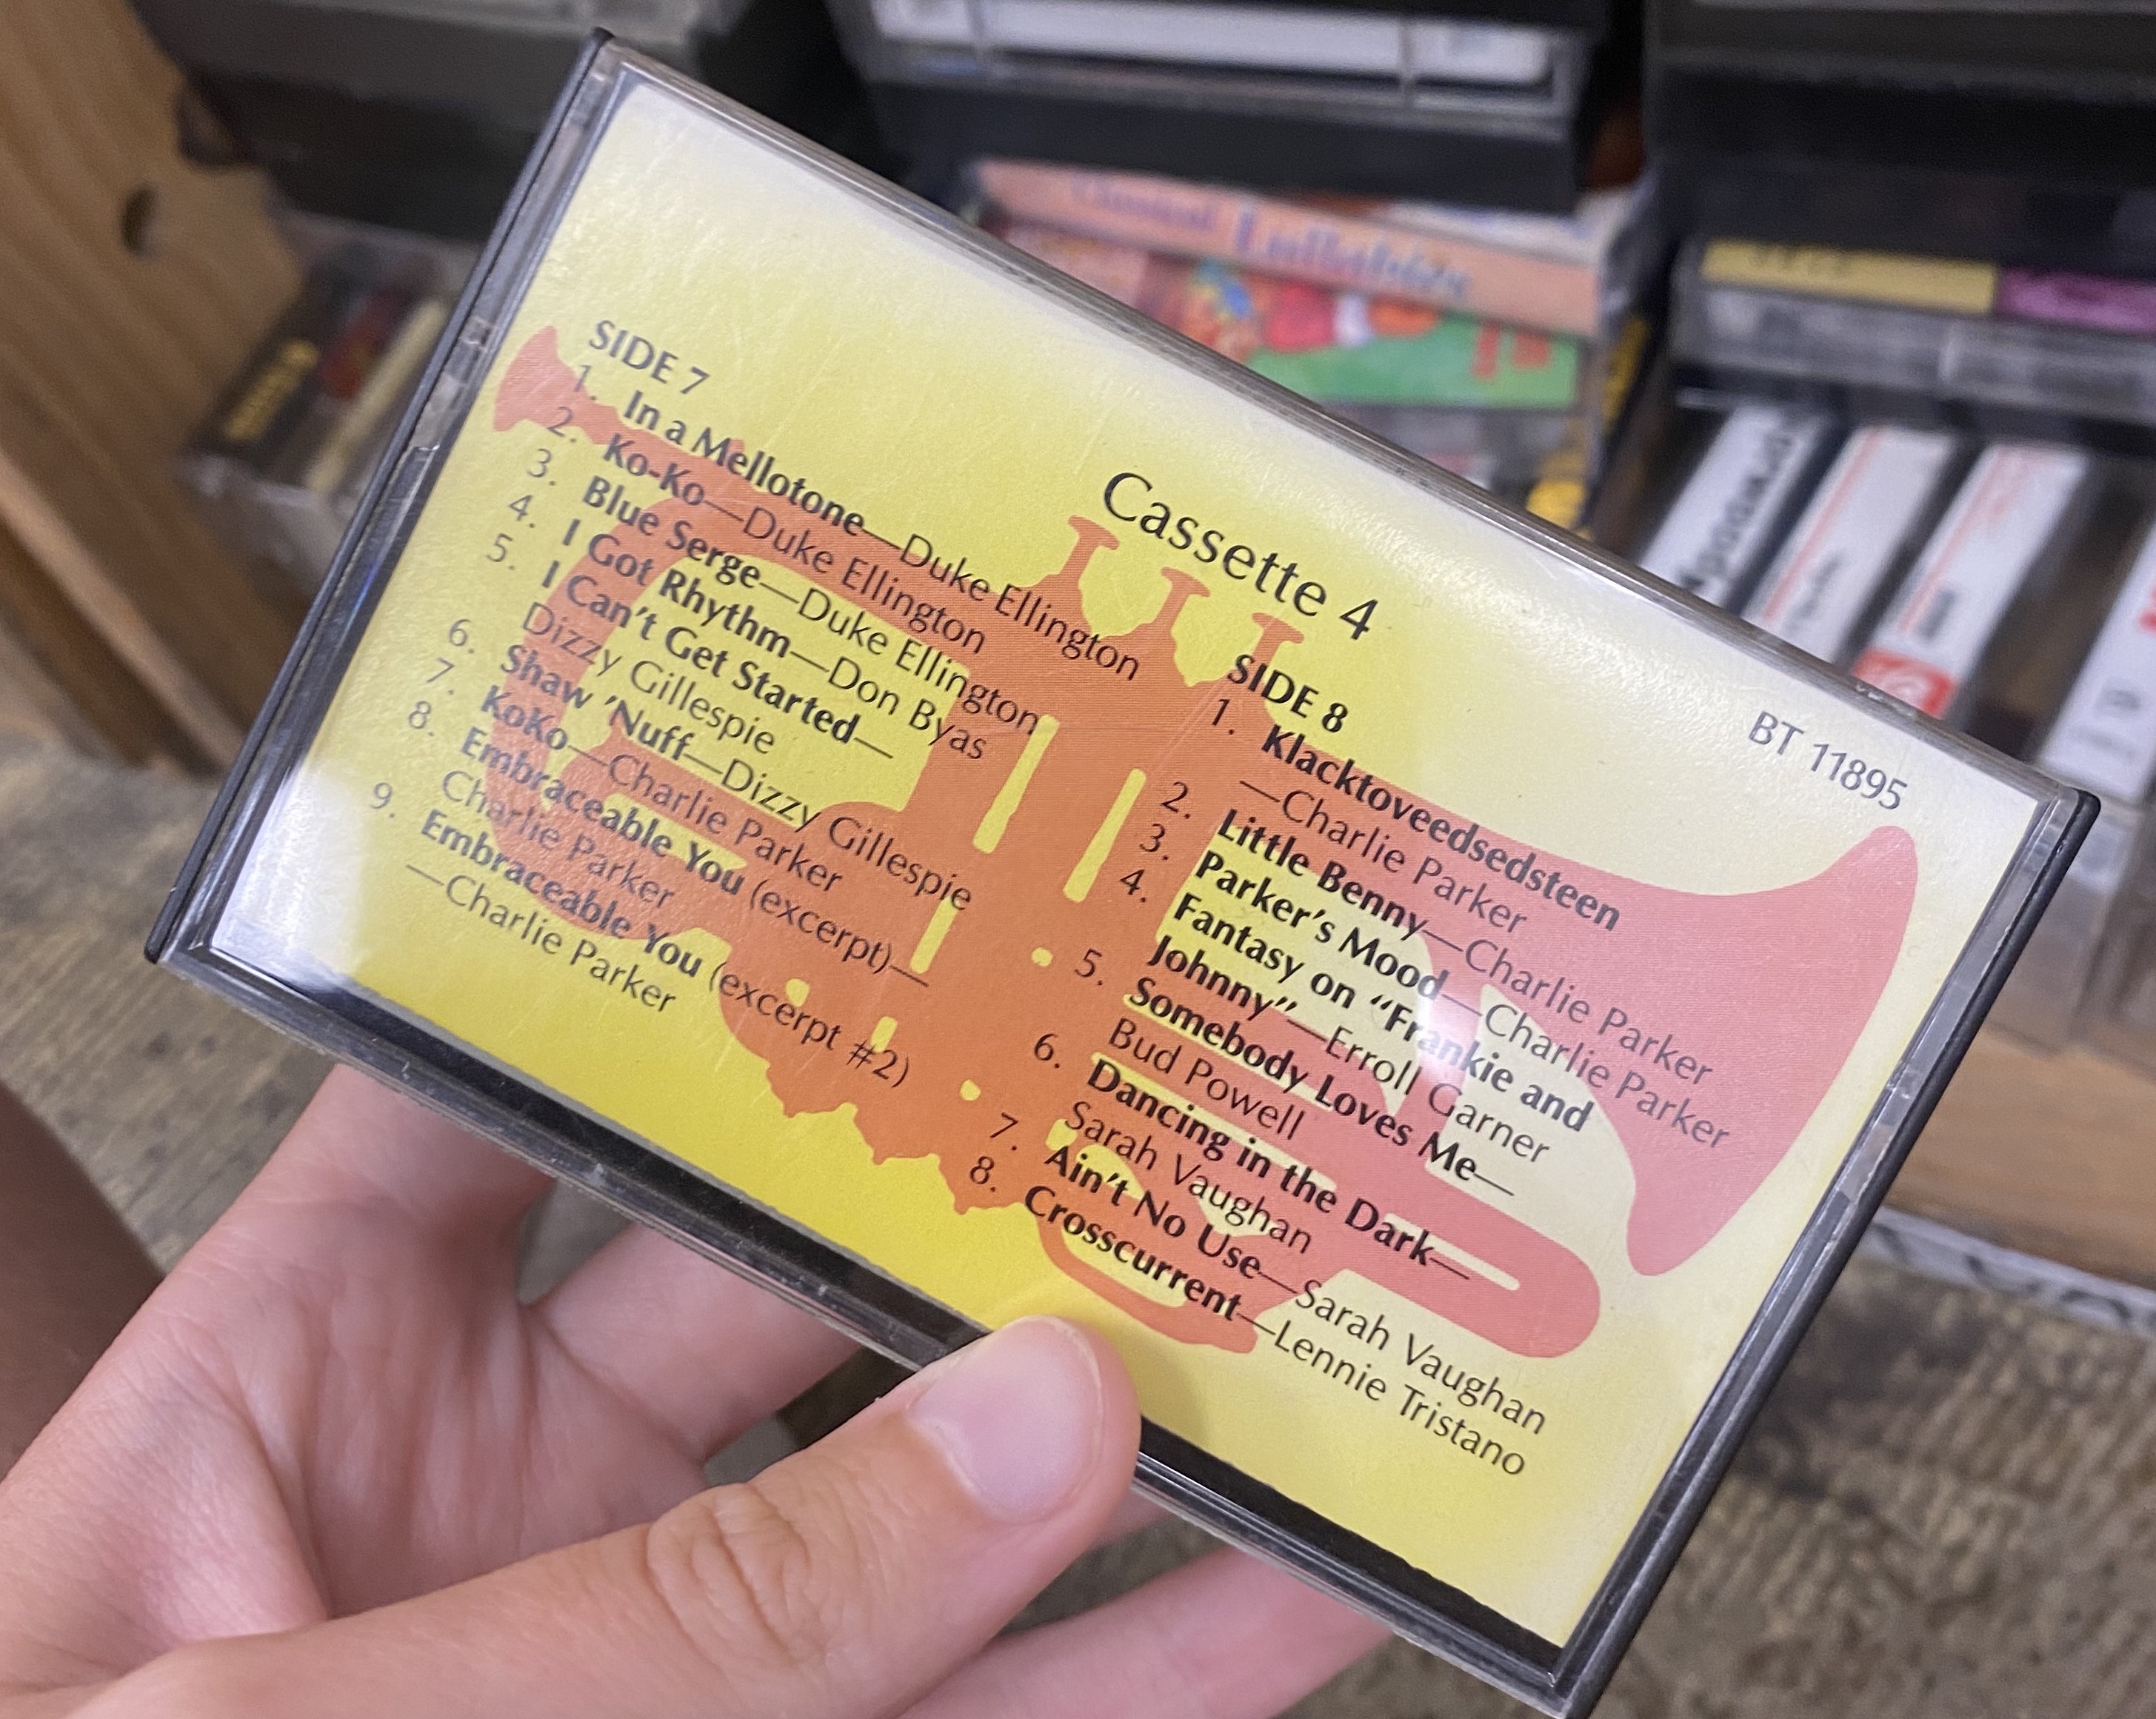 Cassette 4
BT 11895
SIDE 7
1. In a Mellotone—Duke Ellington
2. Ko-Ko—Duke Ellington
3. Blue Serge—Duke Ellington
4. I Got Rhythm—Don Byas
5. I Can't Get Started—
Dizzy Gillespie
6. Shaw 'Nuff—Dizzy Gillespie
7. KoKo—Charlie Parker
8. Embraceable You (excerpt)—
Charlie Parker
9. Embraceable You (excerpt #2)
—Charlie Parker
SIDE 8
1. Klacktoveedsedsteen
—Charlie Parker
2. Little Benny—Charlie Parker
3. Parker's Mood—Charlie Parker
4. Fantasy on “Frankie and
Johnny”—Erroll Garner
5. Somebody Loves Me—
Bud Powell
6. Dancing in the Dark—
Sarah Vaughan
7. Ain't No Use—Sarah Vaughan
8. Crosscurrent—Lennie Tristano
Classical Lullabies